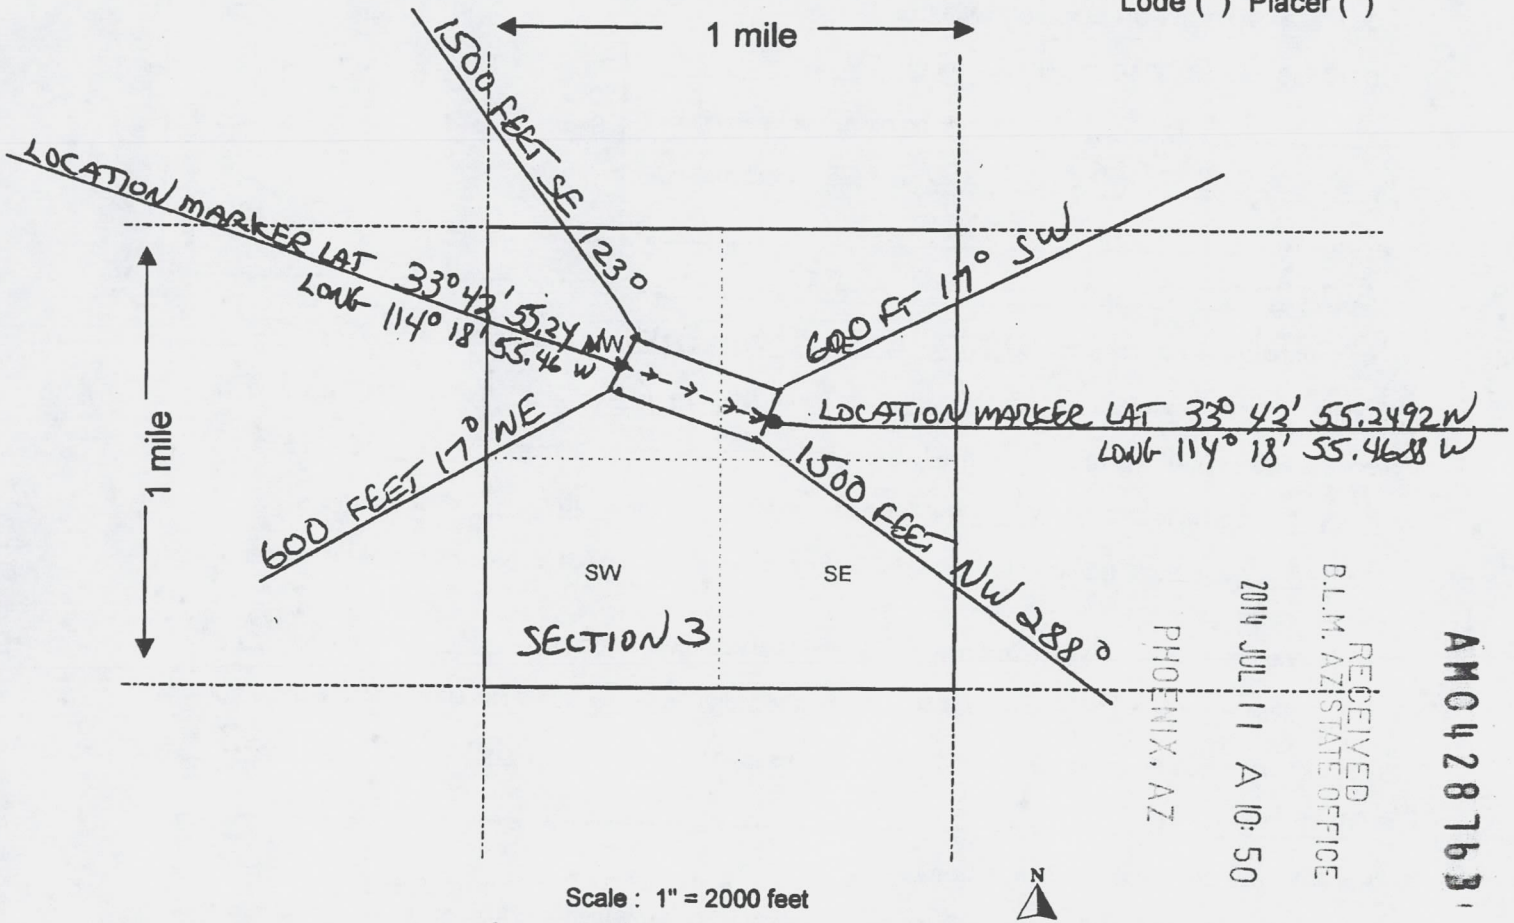 Lode ( ) Placer ( )
1 mile
1500 FEET SE 123°
LOCATION MARKER LAT 33° 42' 55.24 NW
LONG 114° 18' 55.46 W
600 FT 17° SW
1 mile
600 FEET 17° NE
LOCATION MARKER LAT 33° 42' 55.2492 N
LONG 114° 18' 55.4688 W
1500 FEET NW 288°
SW
SE
SECTION 3
RECEIVED
B.L.M. AZ STATE OFFICE
2014 JUL 11 A 10: 50
PHOENIX, AZ
AMC428763
Scale : 1" = 2000 feet
N